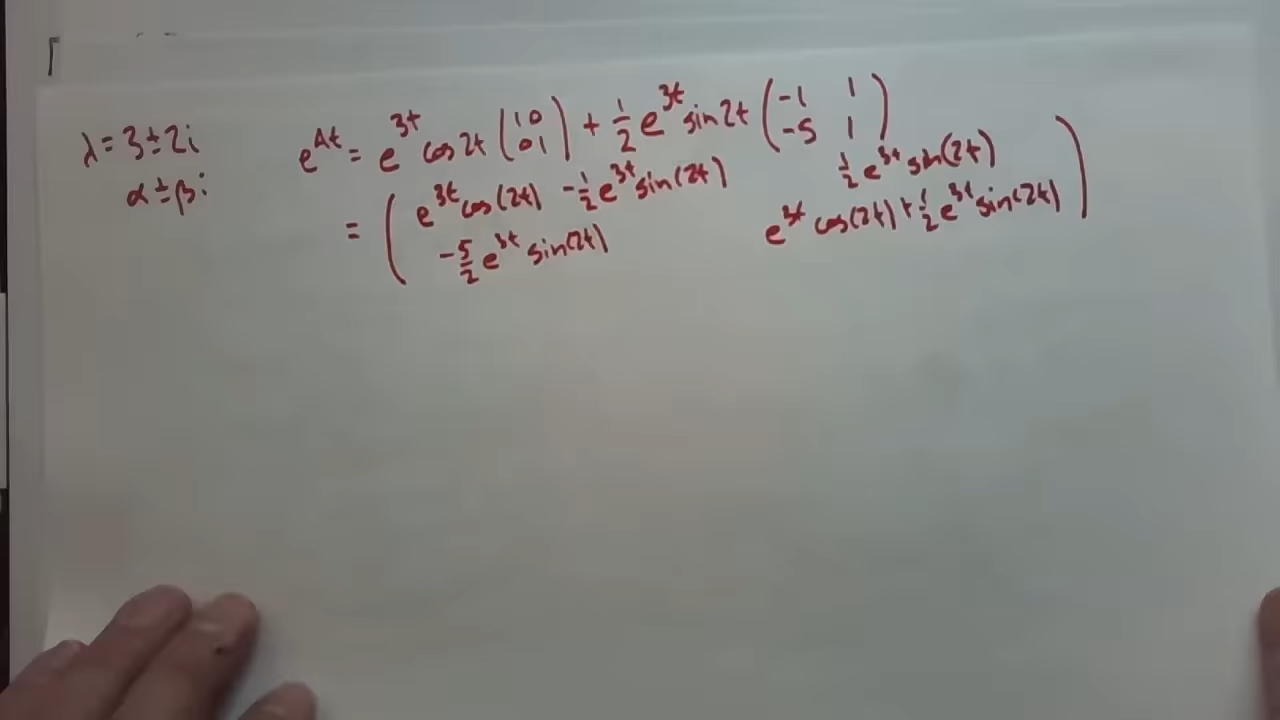 λ = 3 ± 2i
α ± βi
e^{At} = e^{3t} cos 2t (1 0; 0 1) + 1/2 e^{3t} sin 2t (-1 1; -5 1)
= (e^{3t} cos(2t) - 1/2 e^{3t} sin(2t) 1/2 e^{3t} sin(2t)
-5/2 e^{3t} sin(2t) e^{3t} cos(2t) + 1/2 e^{3t} sin(2t))